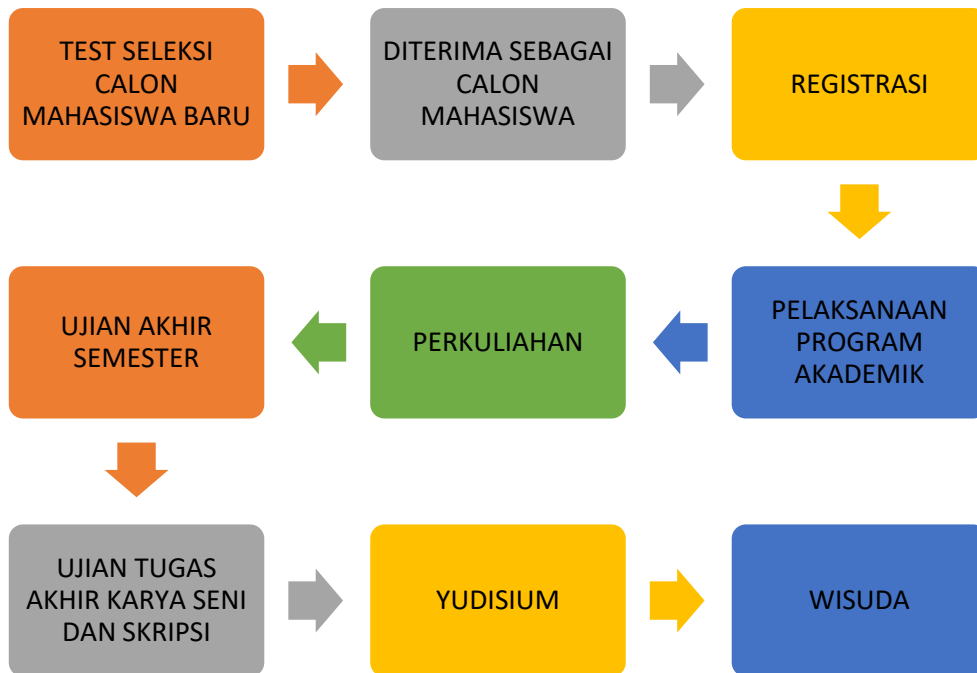 TEST SELEKSI
CALON
MAHASISWA BARU
DITERIMA SEBAGAI
CALON
MAHASISWA
REGISTRASI
PELAKSANAAN
PROGRAM
AKADEMIK
PERKULIAHAN
UJIAN AKHIR
SEMESTER
UJIAN TUGAS
AKHIR KARYA SENI
DAN SKRIPSI
YUDISIUM
WISUDA